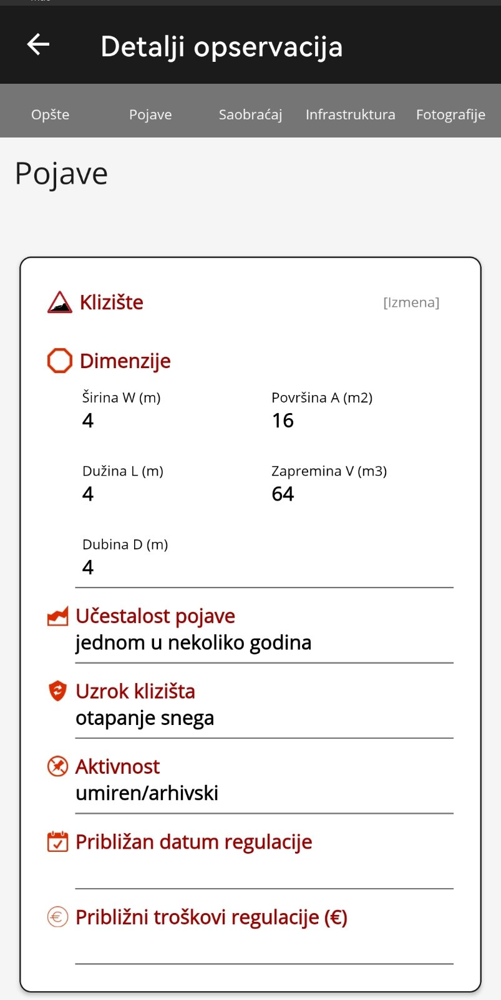 Detalji opservacija
Opšte Pojave Saobraćaj Infrastruktura Fotografije
Pojave
Klizište [Izmena]
Dimenzije
Širina W (m) Površina A (m2)
4 16
Dužina L (m) Zapremina V (m3)
4 64
Dubina D (m)
4
Učestalost pojave
jednom u nekoliko godina
Uzrok klizišta
otapanje snega
Aktivnost
umiren/arhivski
Približan datum regulacije
Približni troškovi regulacije (€)